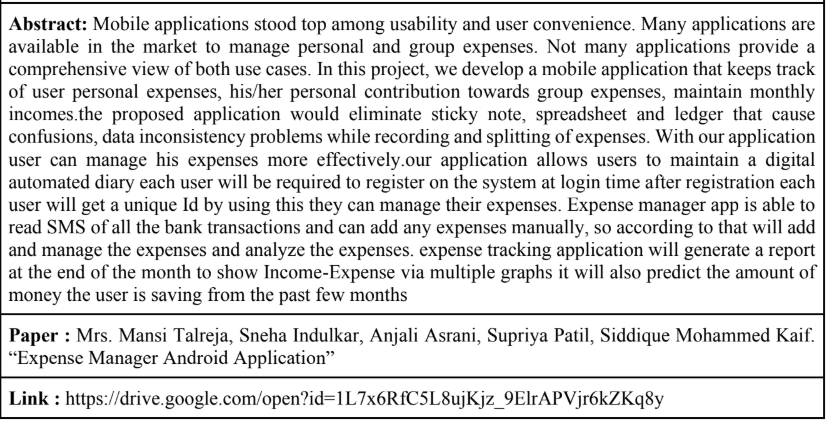 Abstract: Mobile applications stood top among usability and user convenience. Many applications are
available in the market to manage personal and group expenses. Not many applications provide a
comprehensive view of both use cases. In this project, we develop a mobile application that keeps track
of user personal expenses, his/her personal contribution towards group expenses, maintain monthly
incomes.the proposed application would eliminate sticky note, spreadsheet and ledger that cause
confusions, data inconsistency problems while recording and splitting of expenses. With our application
user can manage his expenses more effectively.our application allows users to maintain a digital
automated diary each user will be required to register on the system at login time after registration each
user will get a unique Id by using this they can manage their expenses. Expense manager app is able to
read SMS of all the bank transactions and can add any expenses manually, so according to that will add
and manage the expenses and analyze the expenses. expense tracking application will generate a report
at the end of the month to show Income-Expense via multiple graphs it will also predict the amount of
money the user is saving from the past few months
Paper : Mrs. Mansi Talreja, Sneha Indulkar, Anjali Asrani, Supriya Patil, Siddique Mohammed Kaif.
“Expense Manager Android Application”
Link : https://drive.google.com/open?id=1L7x6RfC5L8ujKjz_9ElrAPVjr6kZKq8y